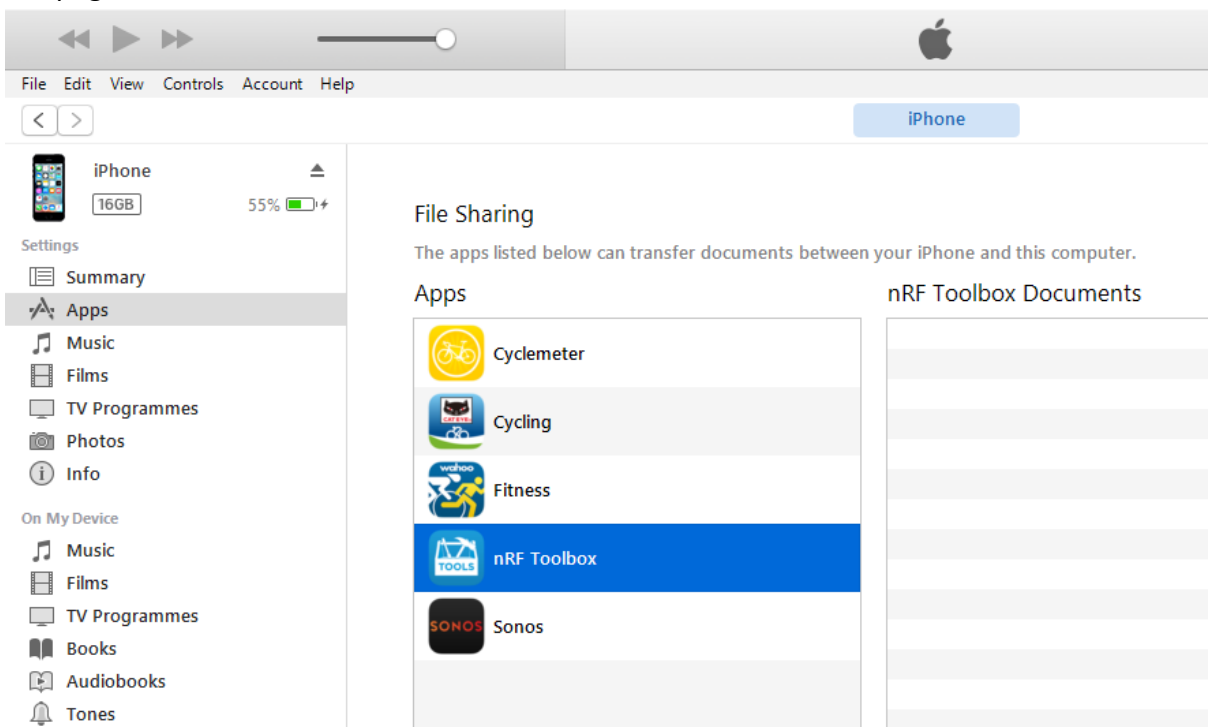 File Edit View Controls Account Help
iPhone
iPhone
16GB
55%
Settings
Summary
Apps
Music
Films
TV Programmes
Photos
Info
On My Device
Music
Films
TV Programmes
Books
Audiobooks
Tones
File Sharing
The apps listed below can transfer documents between your iPhone and this computer.
Apps
Cyclemeter
CAT EYE
Cycling
wahoo
Fitness
TOOLS
nRF Toolbox
SONOS
Sonos
nRF Toolbox Documents